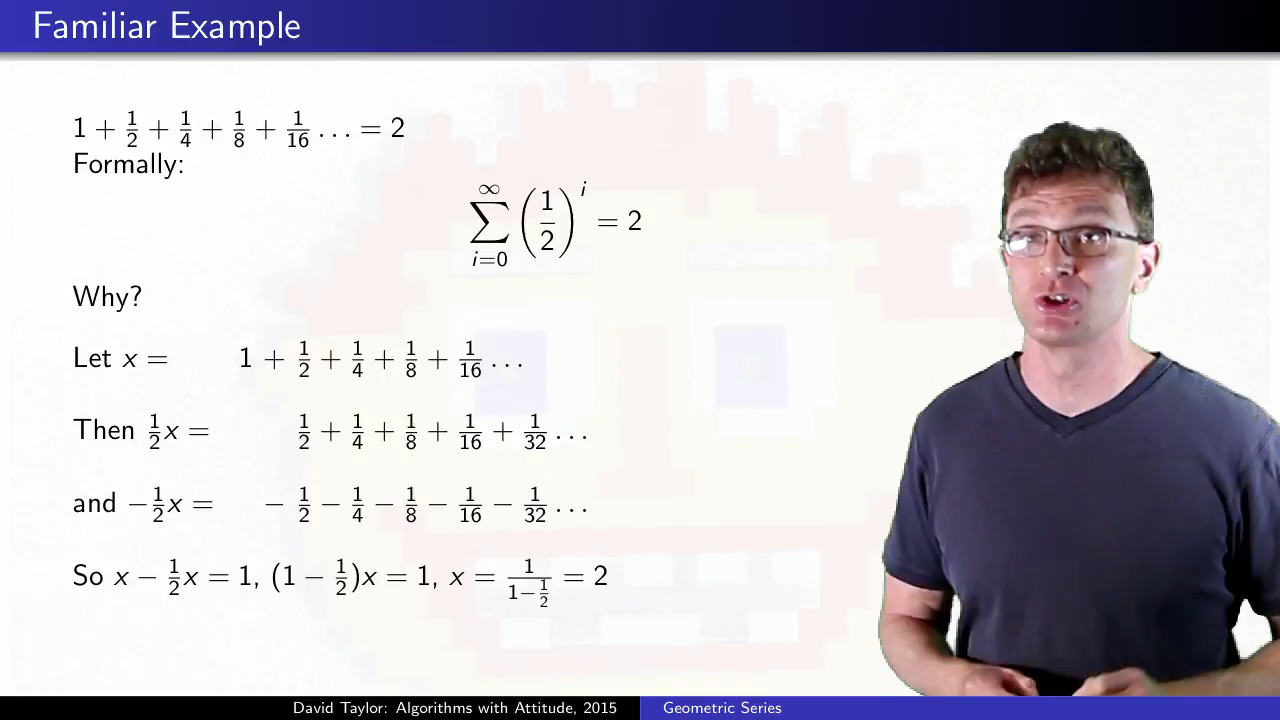 Familiar Example
1 + 1/2 + 1/4 + 1/8 + 1/16 ... = 2
Formally:
∑_{i=0}^{∞} (1/2)^i = 2
Why?
Let x = 1 + 1/2 + 1/4 + 1/8 + 1/16 ...
Then 1/2 x = 1/2 + 1/4 + 1/8 + 1/16 + 1/32 ...
and −1/2 x = − 1/2 − 1/4 − 1/8 − 1/16 − 1/32 ...
So x − 1/2 x = 1, (1 − 1/2)x = 1, x = 1/(1−1/2) = 2
David Taylor: Algorithms with Attitude, 2015 Geometric Series